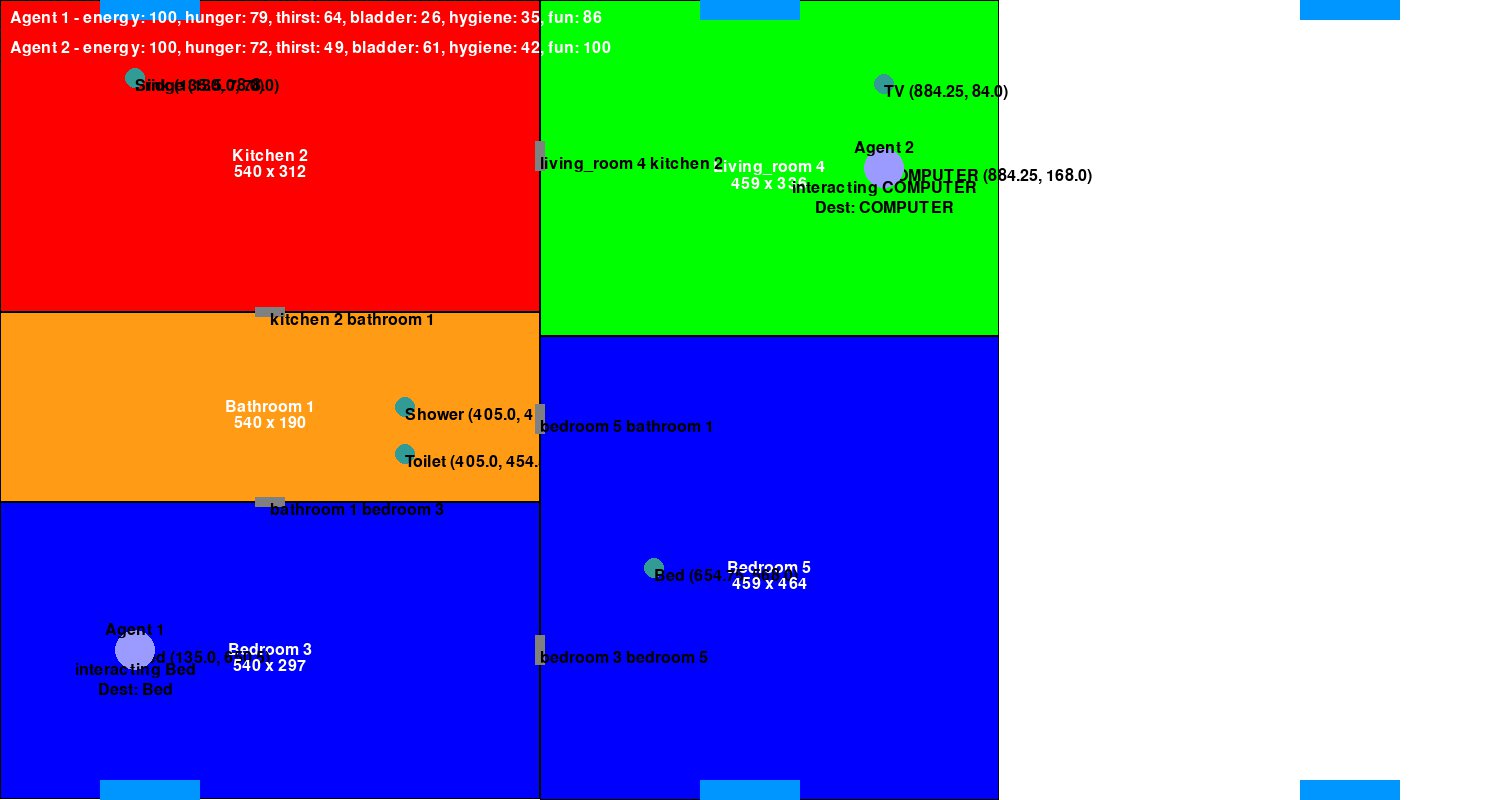 Agent 1 - energy: 100, hunger: 79, thirst: 64, bladder: 26, hygiene: 35, fun: 86
Agent 2 - energy: 100, hunger: 72, thirst: 49, bladder: 61, hygiene: 42, fun: 100
TV (884.25, 84.0)
Agent 2
Kitchen 2
540 x 312
living_room 4 kitchen 2
living_room 4
459 x 336
COMPUTER (884.25, 168.0)
interacting COMPUTER
Dest: COMPUTER
kitchen 2 bathroom 1
Bathroom 1
540 x 190
Shower (405.0, 4
bedroom 5 bathroom 1
Toilet (405.0, 454.
bathroom 1 bedroom 3
Bed (654.
Bedroom 5
459 x 464
Agent 1
Bedroom 3
540 x 297
(135.0,
interacting Bed
Dest: Bed
bedroom 3 bedroom 5